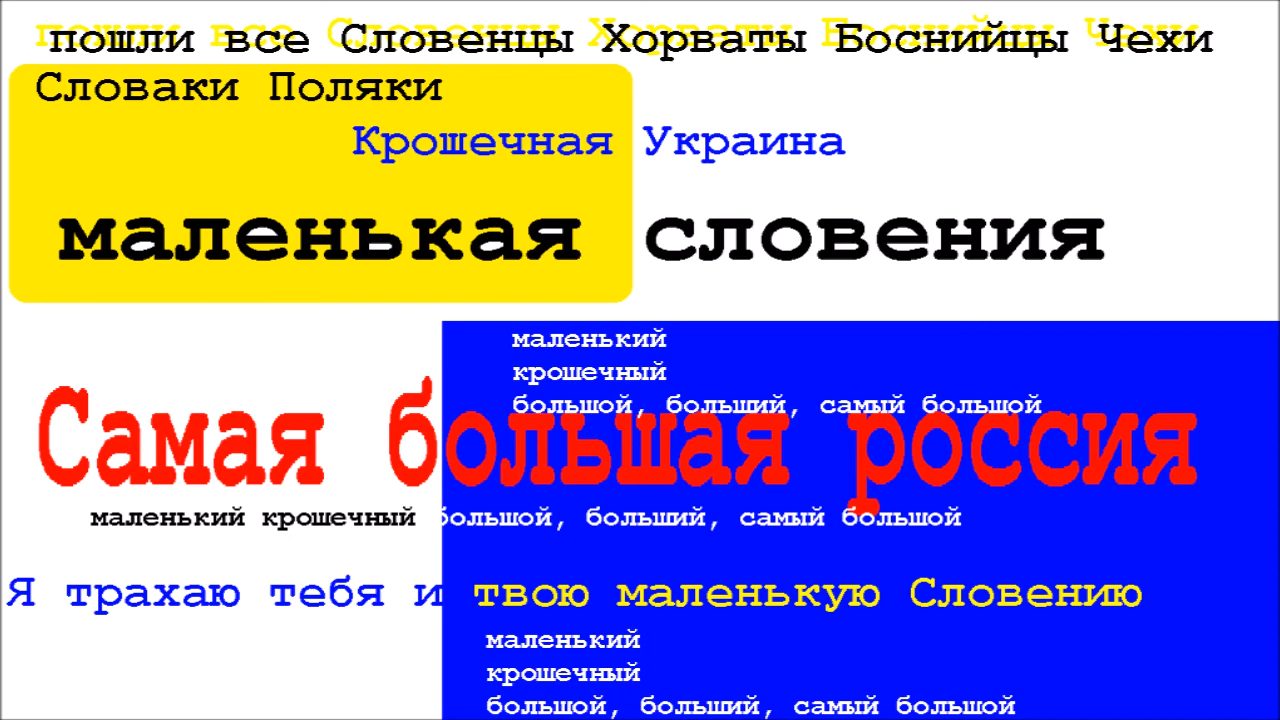 пошли все Словенцы Хорваты Боснийцы Чехи
Словаки Поляки
Крошечная Украина
маленькая словения
маленький
крошечный
большой, больший, самый большой
Самая большая россия
маленький крошечный большой, больший, самый большой
Я трахаю тебя и твою маленькую Словению
маленький
крошечный
большой, больший, самый большой